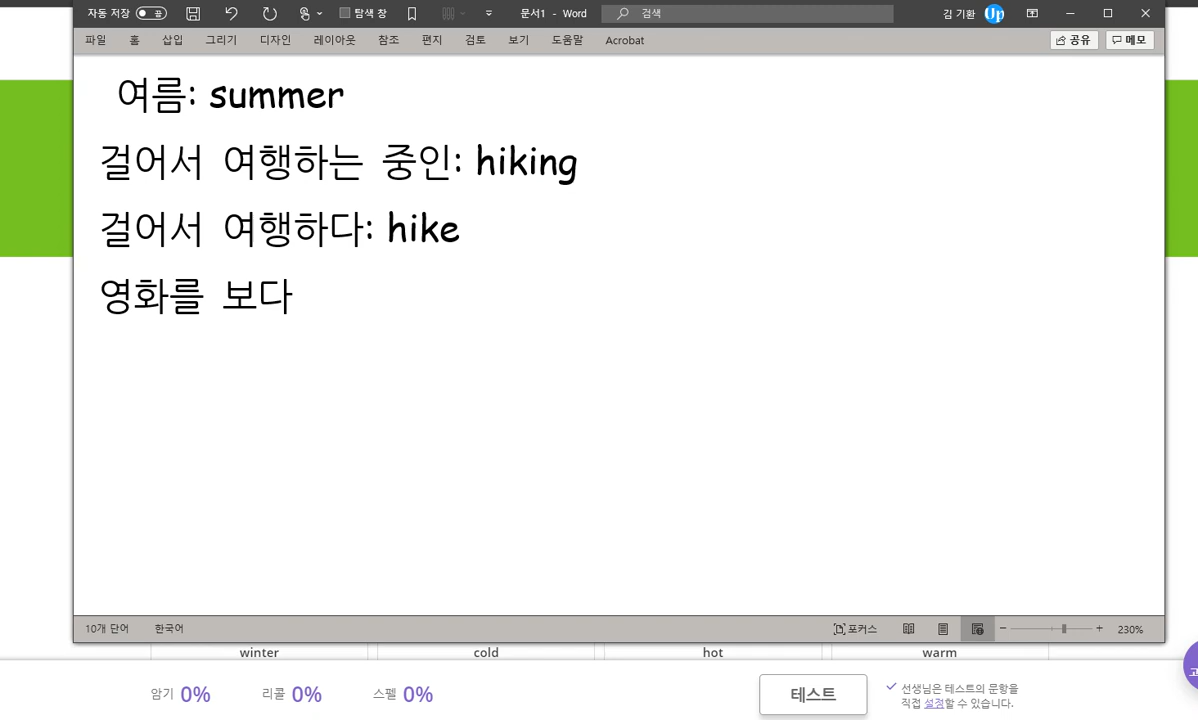 자동 저장 끔 탐색 창 문서1 - Word 검색 김 기환 Up
파일 홈 삽입 그리기 디자인 레이아웃 참조 편지 검토 보기 도움말 Acrobat 공유 메모
여름: summer
걸어서 여행하는 중인: hiking
걸어서 여행하다: hike
영화를 보다
10개 단어 한국어 포커스 230%
winter cold hot warm
암기 0% 리콜 0% 스펠 0% 테스트 선생님은 테스트의 문항을
직접 설정할 수 있습니다.